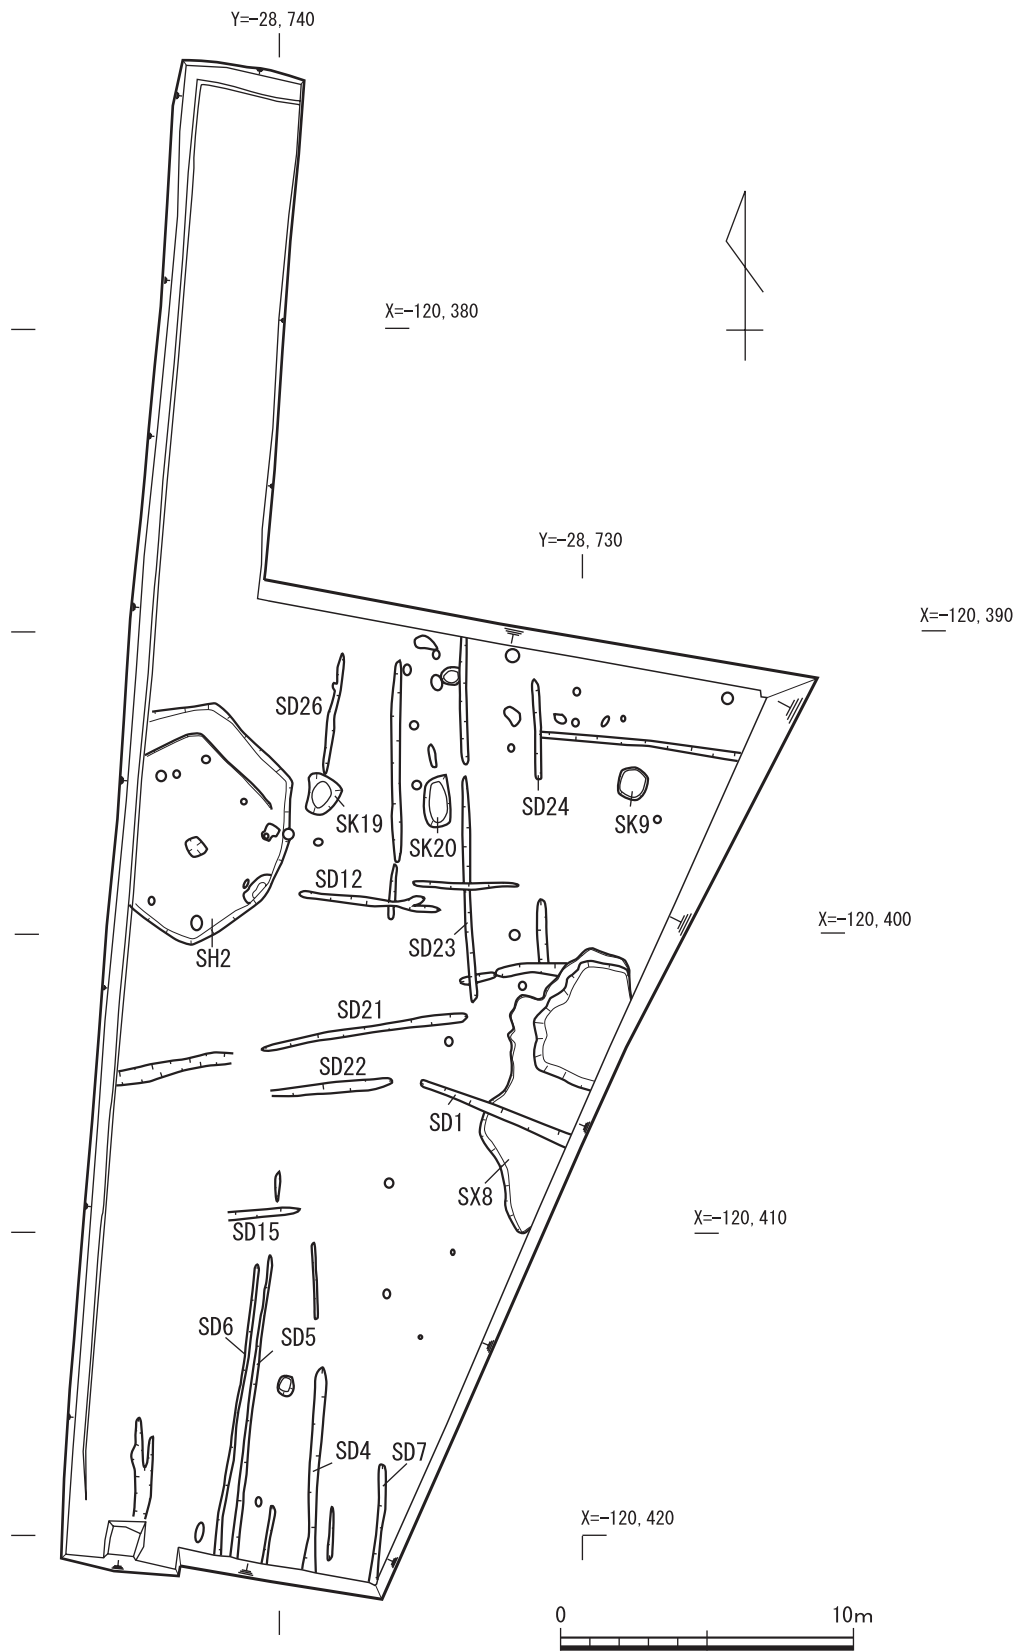 Y=-28,740
X=-120,380
Y=-28,730
X=-120,390
SD26
SK19
SK20
SD24
SK9
SD12
SD23
SH2
X=-120,400
SD21
SD22
SD1
SX8
X=-120,410
SD15
SD6
SD5
SD4
SD7
X=-120,420
0
10m